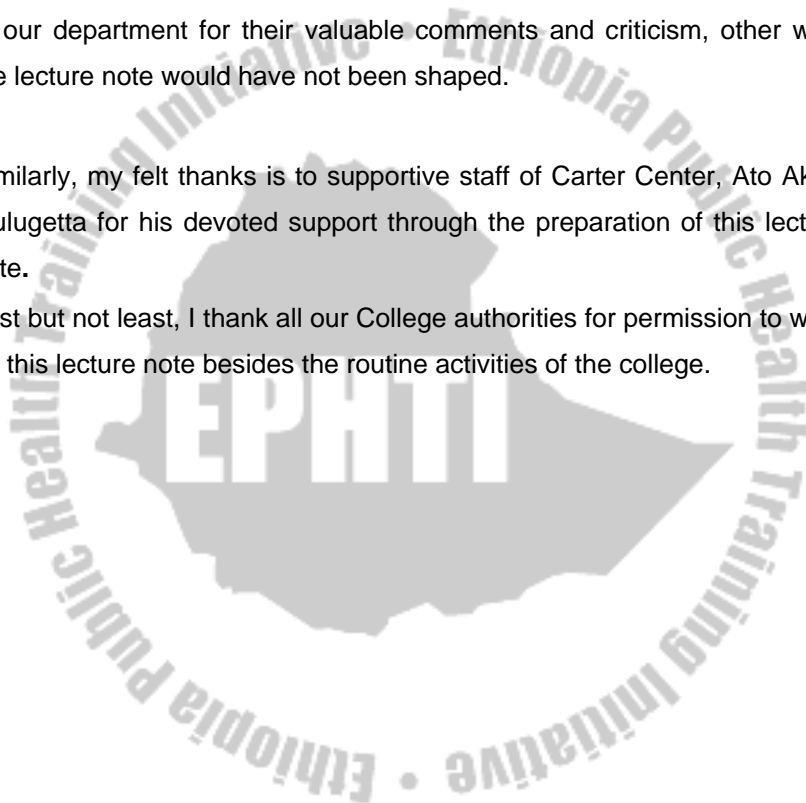 our department for their valuable comments and criticism, other w
e lecture note would have not been shaped.
milarly, my felt thanks is to supportive staff of Carter Center, Ato Ak
ulugetta for his devoted support through the preparation of this lect
te.
st but not least, I thank all our College authorities for permission to w
this lecture note besides the routine activities of the college.
EPHTI
Ethiopia Public Health Training Initiative • Ethiopia Public Health Training Initiative •